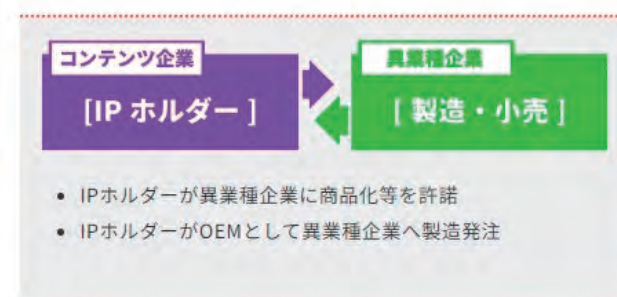 コンテンツ企業
異業種企業
[IP ホルダー ]
[ 製造・小売 ]
• IPホルダーが異業種企業に商品化等を許諾
• IPホルダーがOEMとして異業種企業へ製造発注